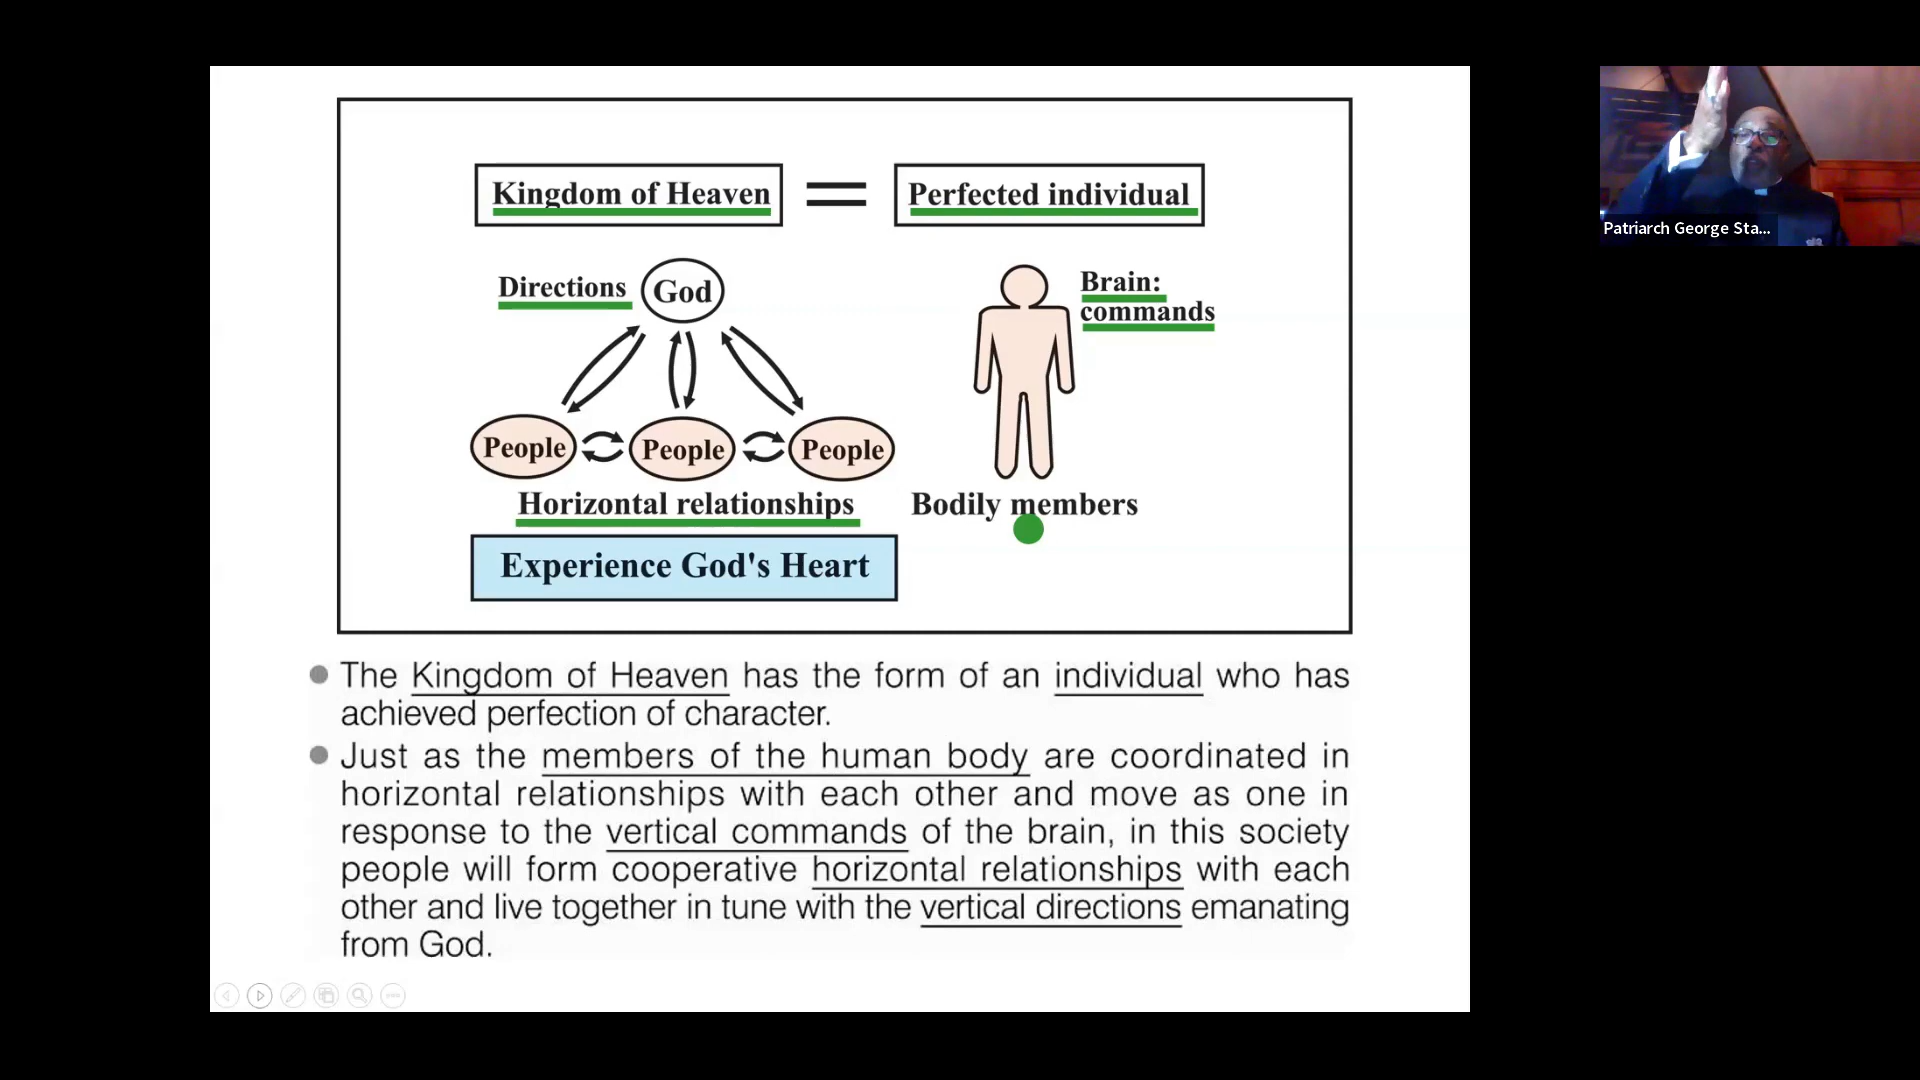 Kingdom of Heaven
Perfected individual
Directions
God
Brain:
commands
People
People
People
Horizontal relationships
Bodily members
Experience God's Heart
The Kingdom of Heaven has the form of an individual who has
achieved perfection of character.
Just as the members of the human body are coordinated in
horizontal relationships with each other and move as one in
response to the vertical commands of the brain, in this society
people will form cooperative horizontal relationships with each
other and live together in tune with the vertical directions emanating
from God.
Patriarch George Sta...